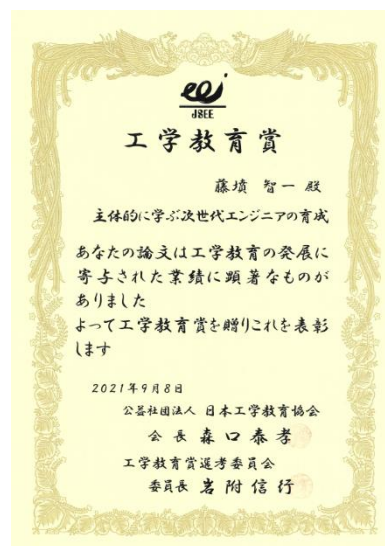 eej
JSEE
工学教育賞
藤墳 智一 殿
主体的に学ぶ次世代エンジニアの育成
あなたの論文は工学教育の発展に
寄与された業績に顕著なものが
ありました
よって工学教育賞を贈りこれを表彰
します
2021年9月8日
公益社団法人 日本工学教育協会
会長 森口泰孝
工学教育賞選考委員会
委員長 岩附信行